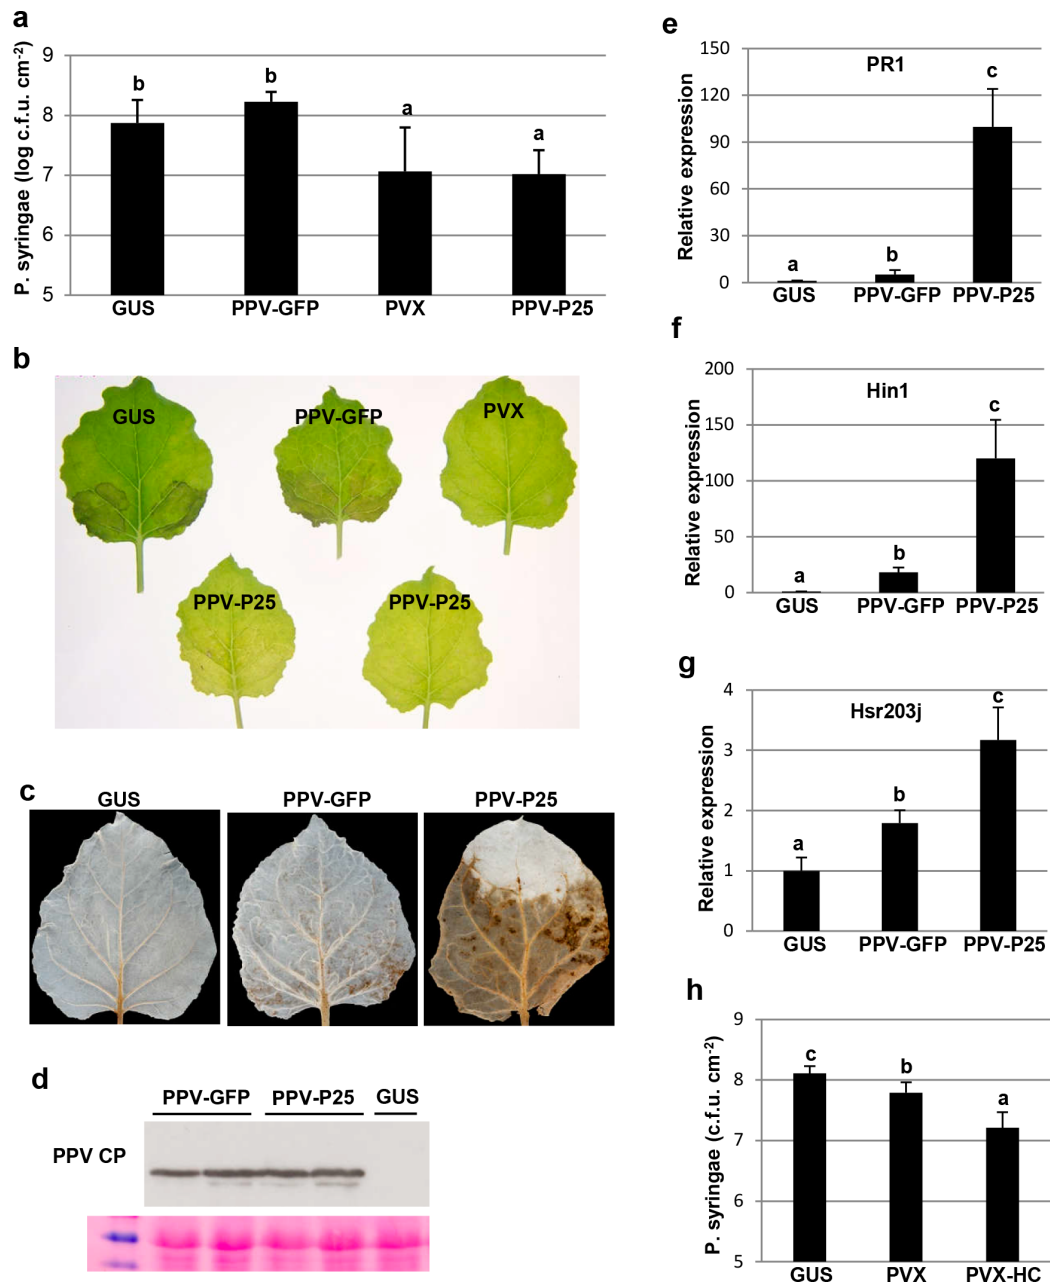 a
P. syringae (log c.f.u. cm-2)
9
8
7
6
5
b
b
a
a
GUS
PPV-GFP
PVX
PPV-P25
b
GUS
PPV-GFP
PVX
PPV-P25
PPV-P25
c
GUS
PPV-GFP
PPV-P25
d
PPV-GFP
PPV-P25
GUS
PPV CP
e
PR1
Relative expression
150
120
90
60
30
0
a
b
c
GUS
PPV-GFP
PPV-P25
f
Hin1
Relative expression
200
150
100
50
0
a
b
c
GUS
PPV-GFP
PPV-P25
g
Hsr203j
Relative expression
4
3
2
1
0
a
b
c
GUS
PPV-GFP
PPV-P25
h
P. syringae (c.f.u. cm-2)
9
8
7
6
5
c
b
a
GUS
PVX
PVX-HC